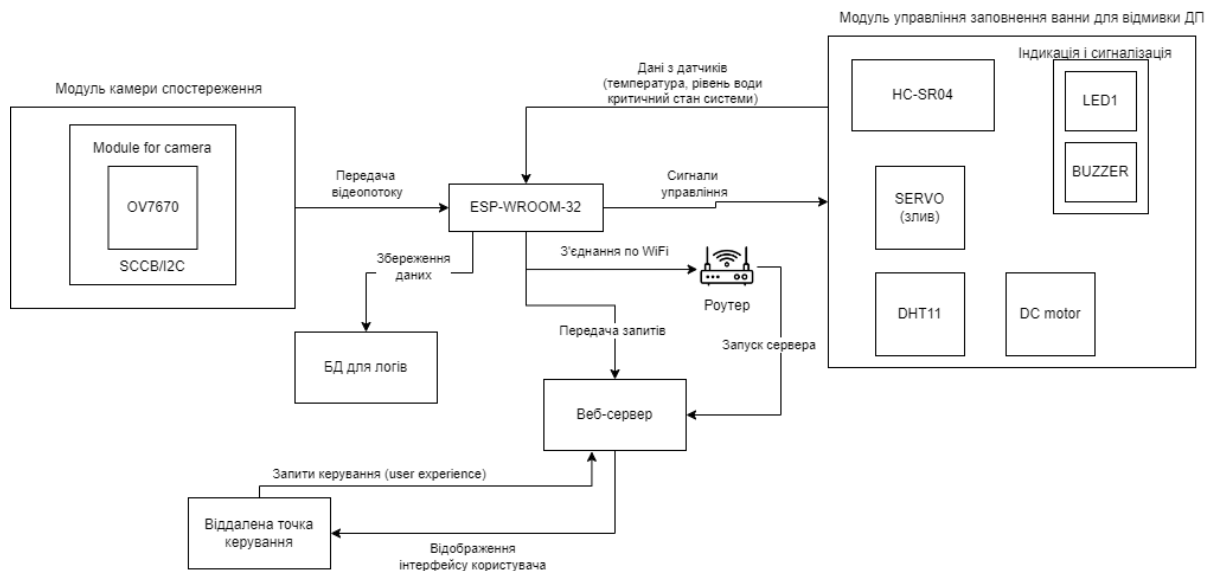 Модуль управління заповнення ванни для відмивки ДП
Індикація і сигналізація
HC-SR04
LED1
BUZZER
SERVO
(злив)
DHT11
DC motor
Дані з датчиків
(температура, рівень води
критичний стан системи)
Модуль камери спостереження
Module for camera
OV7670
SCCB/I2C
Передача
відеопотоку
ESP-WROOM-32
Сигнали
управління
Збереження
даних
З'єднання по WiFi
Роутер
БД для логів
Передача запитів
Запуск сервера
Веб-сервер
Запити керування (user experience)
Віддалена точка
керування
Відображення
інтерфейсу користувача